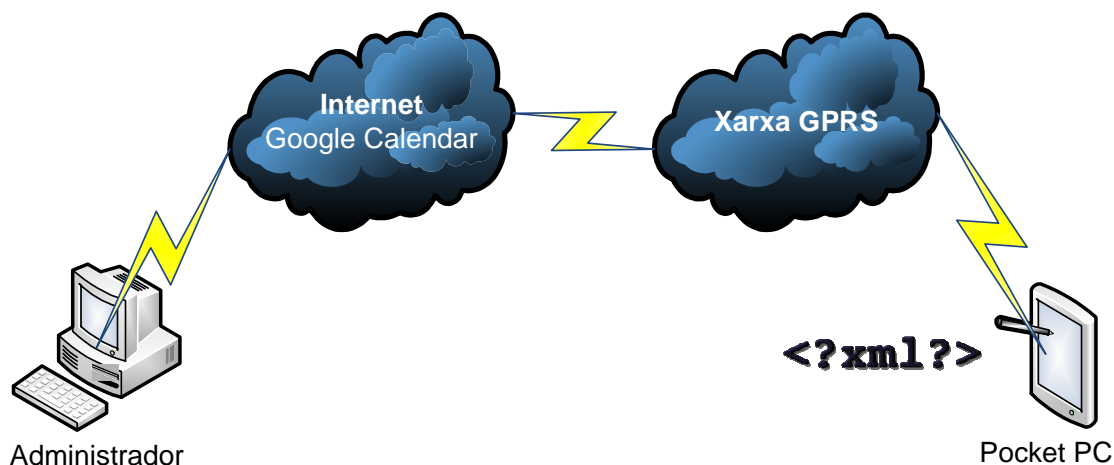 Internet
Google Calendar
Xarxa GPRS
<?xml?>
Administrador
Pocket PC